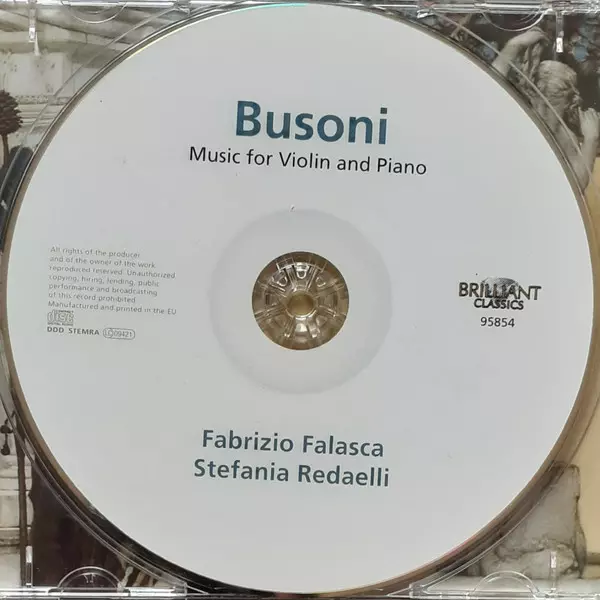 Busoni
Music for Violin and Piano
All rights of the producer
and of the owner of the work
reproduced reserved. Unauthorized
copying, hiring, lending, public
performance and broadcasting
of this record prohibited.
Manufactured and printed in the EU
DDD STEMRA LC09421
BRILLIANT
CLASSICS
95854
Fabrizio Falasca
Stefania Redaelli